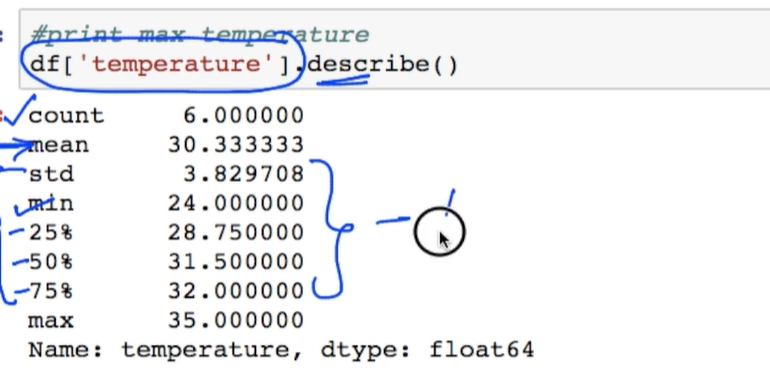 #print max temperature
df['temperature'].describe()
count 6.000000
mean 30.333333
std 3.829708
min 24.000000
25% 28.750000
50% 31.500000
75% 32.000000
max 35.000000
Name: temperature, dtype: float64